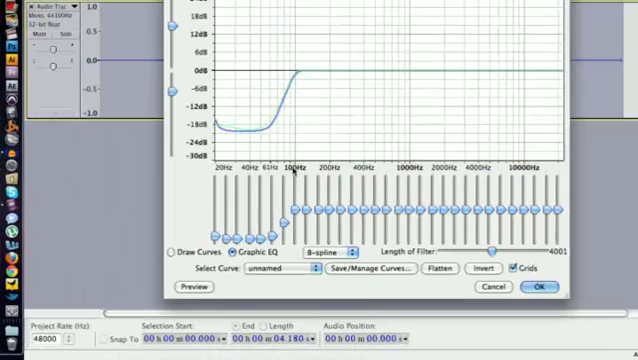 Audio Trac
1.0
Mono, 44100Hz
32-bit float
Mute Solo
0.5
0.0
-0.5
-1.0
18dB
12dB
6dB
0dB
-6dB
-12dB
-18dB
-24dB
-30dB
20Hz 40Hz 61Hz 100Hz 200Hz 400Hz 1000Hz 2000Hz 4000Hz 10000Hz
Draw Curves Graphic EQ B-spline Length of Filter: 4001
Select Curve: unnamed Save/Manage Curves... Flatten Invert Grids
Preview Cancel OK
Project Rate (Hz): Selection Start: End Length Audio Position:
48000 Snap To 00 h 00 m 00.000 s 00 h 00 m 04.180 s 00 h 00 m 00.000 s